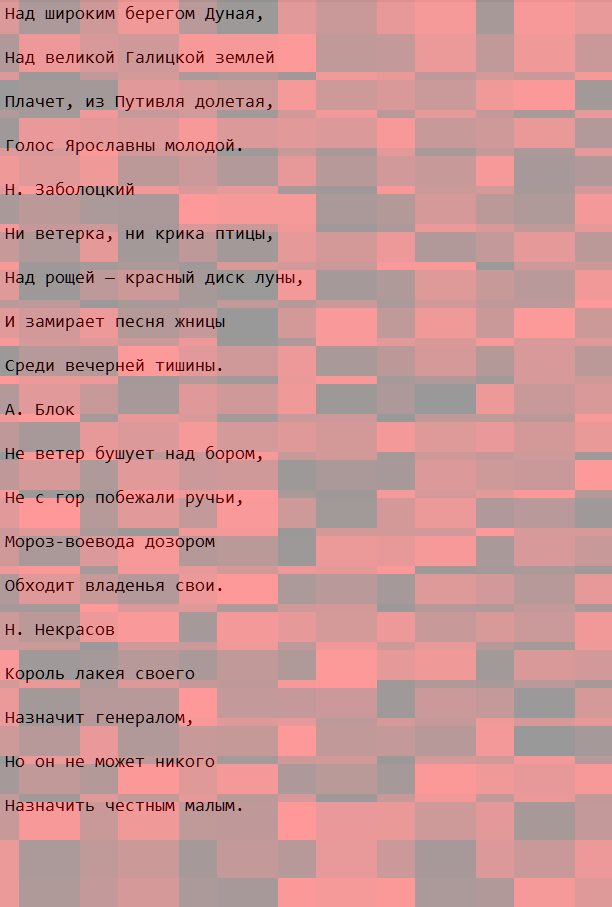 Над широким берегом Дуная,
Над великой Галицкой землей
Плачет, из Путивля долетая,
Голос Ярославны молодой.
Н. Заболоцкий
Ни ветерка, ни крика птицы,
Над рощей — красный диск луны,
И замирает песня жницы
Среди вечерней тишины.
А. Блок
Не ветер бушует над бором,
Не с гор побежали ручьи,
Мороз-воевода дозором
Обходит владенья свои.
Н. Некрасов
Король лакея своего
Назначит генералом,
Но он не может никого
Назначить честным малым.